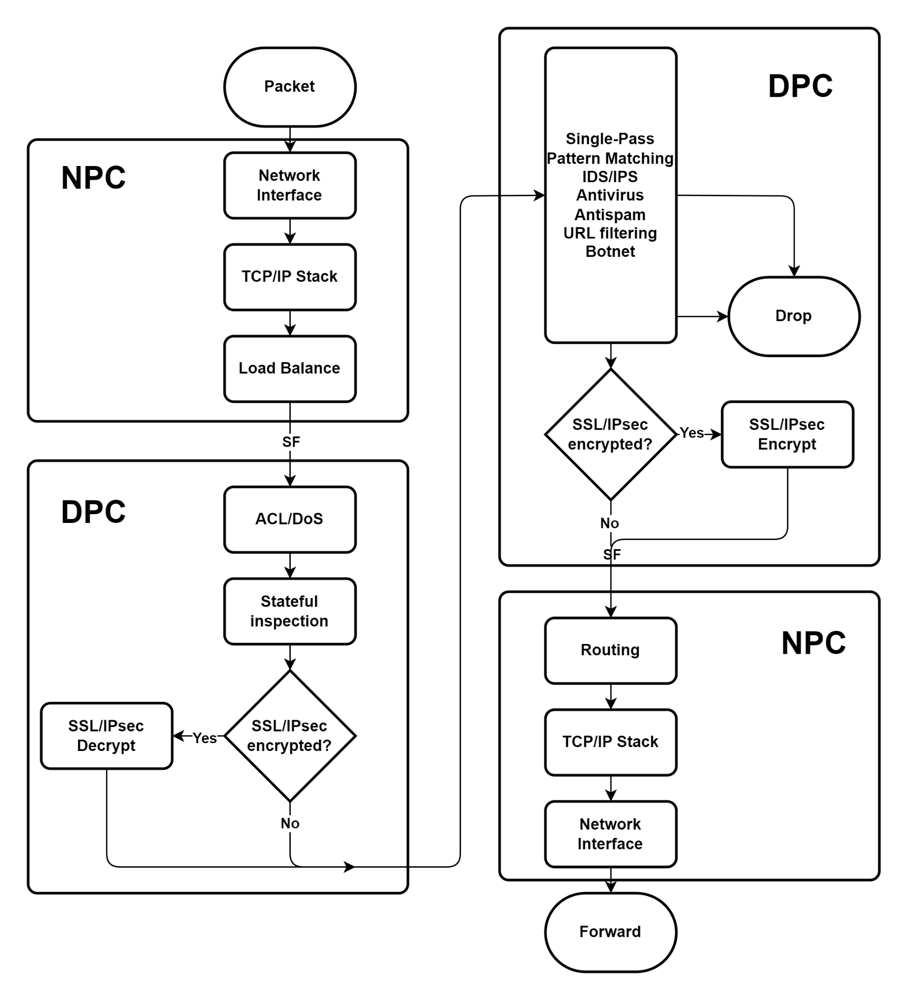 Packet
NPC
Network
Interface
TCP/IP Stack
Load Balance
SF
DPC
ACL/DoS
Stateful
inspection
SSL/IPsec
encrypted?
Yes
SSL/IPsec
Decrypt
No
DPC
Single-Pass
Pattern Matching
IDS/IPS
Antivirus
Antispam
URL filtering
Botnet
Drop
SSL/IPsec
encrypted?
Yes
SSL/IPsec
Encrypt
No
SF
NPC
Routing
TCP/IP Stack
Network
Interface
Forward